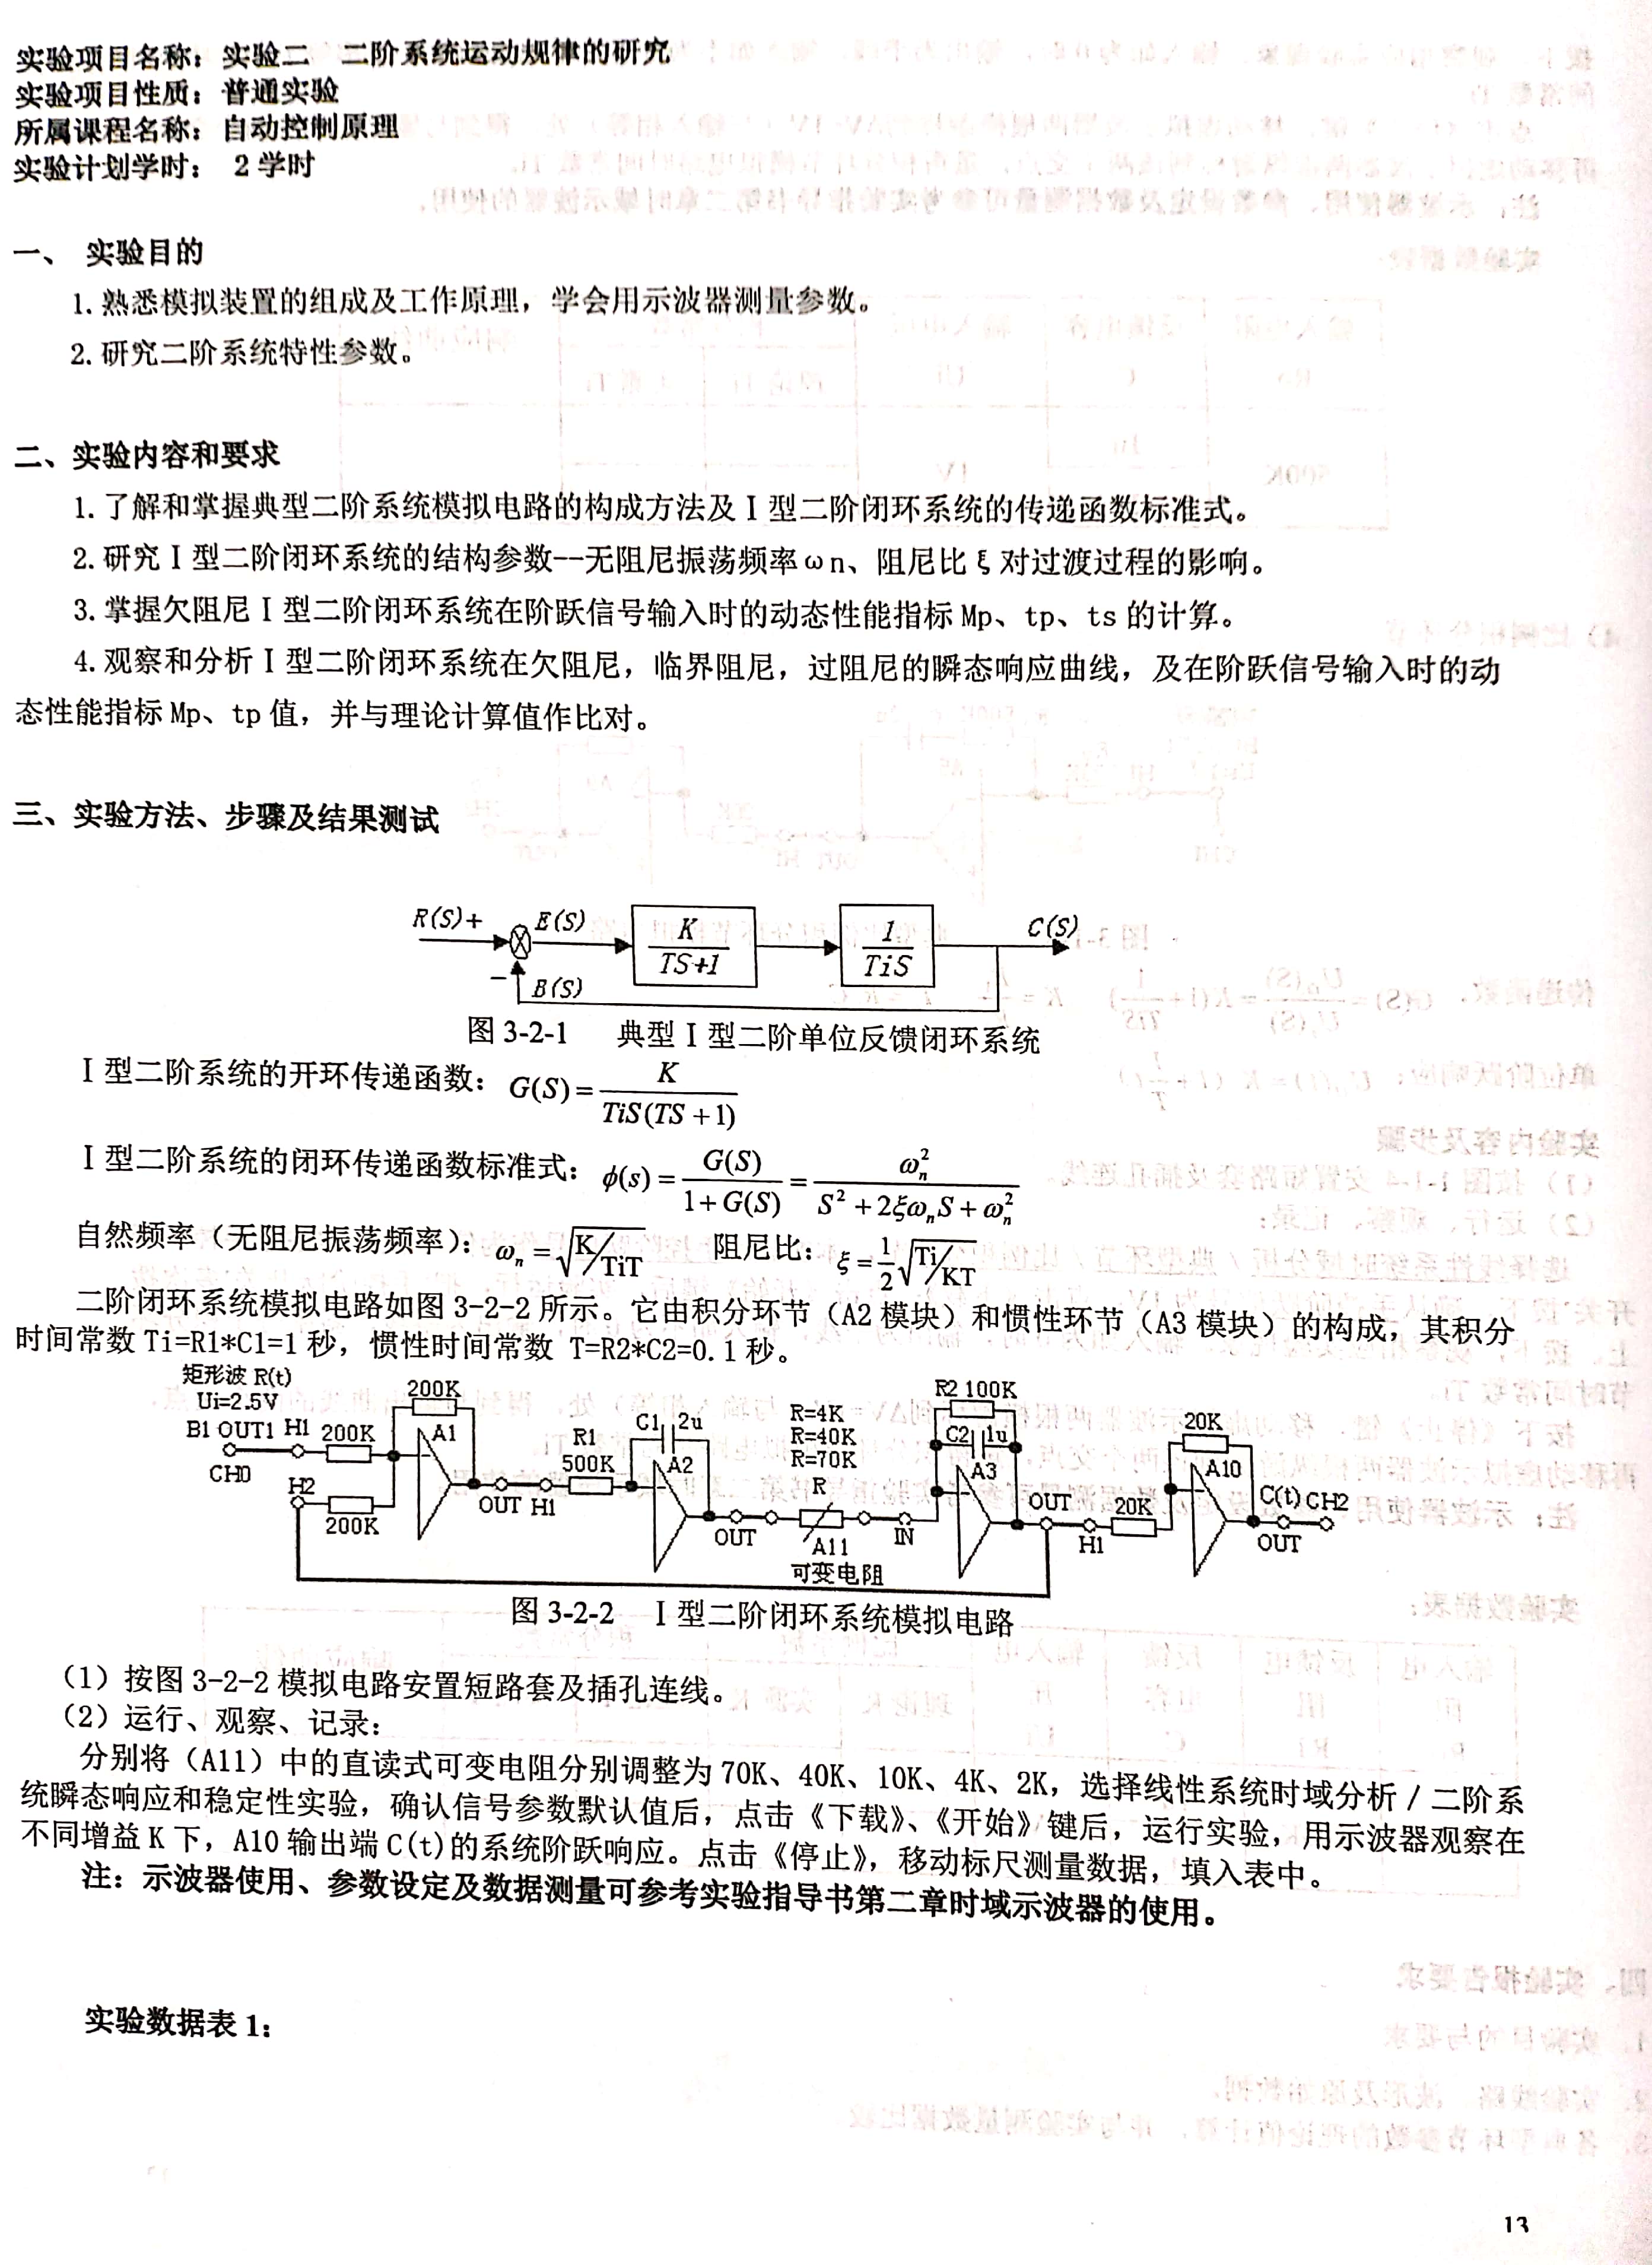 实验项目名称：实验二 二阶系统运动规律的研究
实验项目性质：普通实验
所属课程名称：自动控制原理
实验计划学时： 2 学时
一、 实验目的
1.熟悉模拟装置的组成及工作原理，学会用示波器测量参数。
2.研究二阶系统特性参数。
二、实验内容和要求
1.了解和掌握典型二阶系统模拟电路的构成方法及Ⅰ型二阶闭环系统的传递函数标准式。
2.研究Ⅰ型二阶闭环系统的结构参数--无阻尼振荡频率ωn、阻尼比ξ对过渡过程的影响。
3.掌握欠阻尼Ⅰ型二阶闭环系统在阶跃信号输入时的动态性能指标 Mp、tp、ts 的计算。
4.观察和分析Ⅰ型二阶闭环系统在欠阻尼，临界阻尼，过阻尼的瞬态响应曲线，及在阶跃信号输入时的动
态性能指标 Mp、tp 值，并与理论计算值作比对。
三、实验方法、步骤及结果测试
R(S)+ E(S) K/(TS+1) 1/(TiS) C(S)
− B(S)
图 3-2-1 典型Ⅰ型二阶单位反馈闭环系统
Ⅰ型二阶系统的开环传递函数：G(S)=K/(TiS(TS+1))
Ⅰ型二阶系统的闭环传递函数标准式：ϕ(s)=G(S)/(1+G(S))=ωn²/(S²+2ξωnS+ωn²)
自然频率（无阻尼振荡频率）：ωn=√(K/TiT) 阻尼比：ξ=1/2√(Ti/KT)
二阶闭环系统模拟电路如图 3-2-2 所示。它由积分环节（A2 模块）和惯性环节（A3 模块）的构成，其积分
时间常数 Ti=R1*C1=1 秒，惯性时间常数 T=R2*C2=0.1 秒。
矩形波 R(t)
Ui=2.5V
B1 OUT1 H1 200K
CH0
H2
200K
200K
A1
OUT H1
R1
500K
C1 2u
A2
OUT
R=4K
R=40K
R=70K
R
A11
可变电阻
IN
R2 100K
C2 1u
A3
OUT
H1
20K
20K
A10
C(t) CH2
OUT
图 3-2-2 Ⅰ型二阶闭环系统模拟电路
（1）按图 3-2-2 模拟电路安置短路套及插孔连线。
（2）运行、观察、记录：
分别将（A11）中的直读式可变电阻分别调整为 70K、40K、10K、4K、2K，选择线性系统时域分析 / 二阶系
统瞬态响应和稳定性实验，确认信号参数默认值后，点击《下载》、《开始》键后，运行实验，用示波器观察在
不同增益 K 下，A10 输出端 C(t)的系统阶跃响应。点击《停止》，移动标尺测量数据，填入表中。
注：示波器使用、参数设定及数据测量可参考实验指导书第二章时域示波器的使用。
实验数据表 1：
13